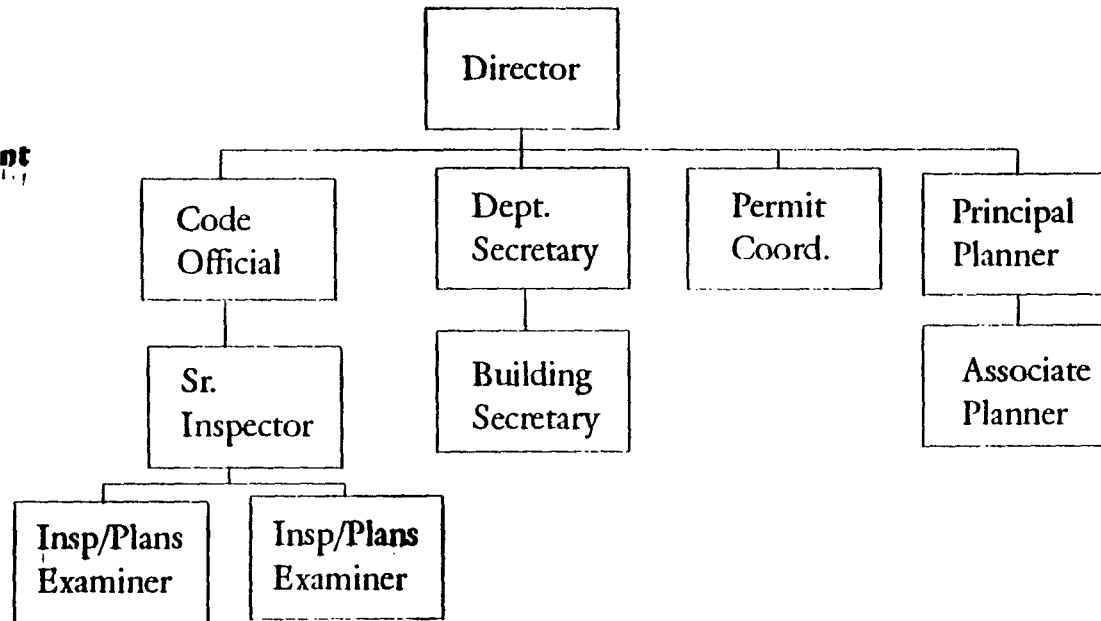 Director
nt
Code
Official
Dept.
Secretary
Permit
Coord.
Principal
Planner
Sr.
Inspector
Building
Secretary
Associate
Planner
Insp/Plans
Examiner
Insp/Plans
Examiner